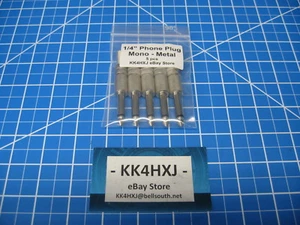 1/4" Phone Plug
Mono - Metal
5 pcs
KK4HXJ eBay Store
- KK4HXJ -
eBay Store
KK4HXJ@bellsouth.net